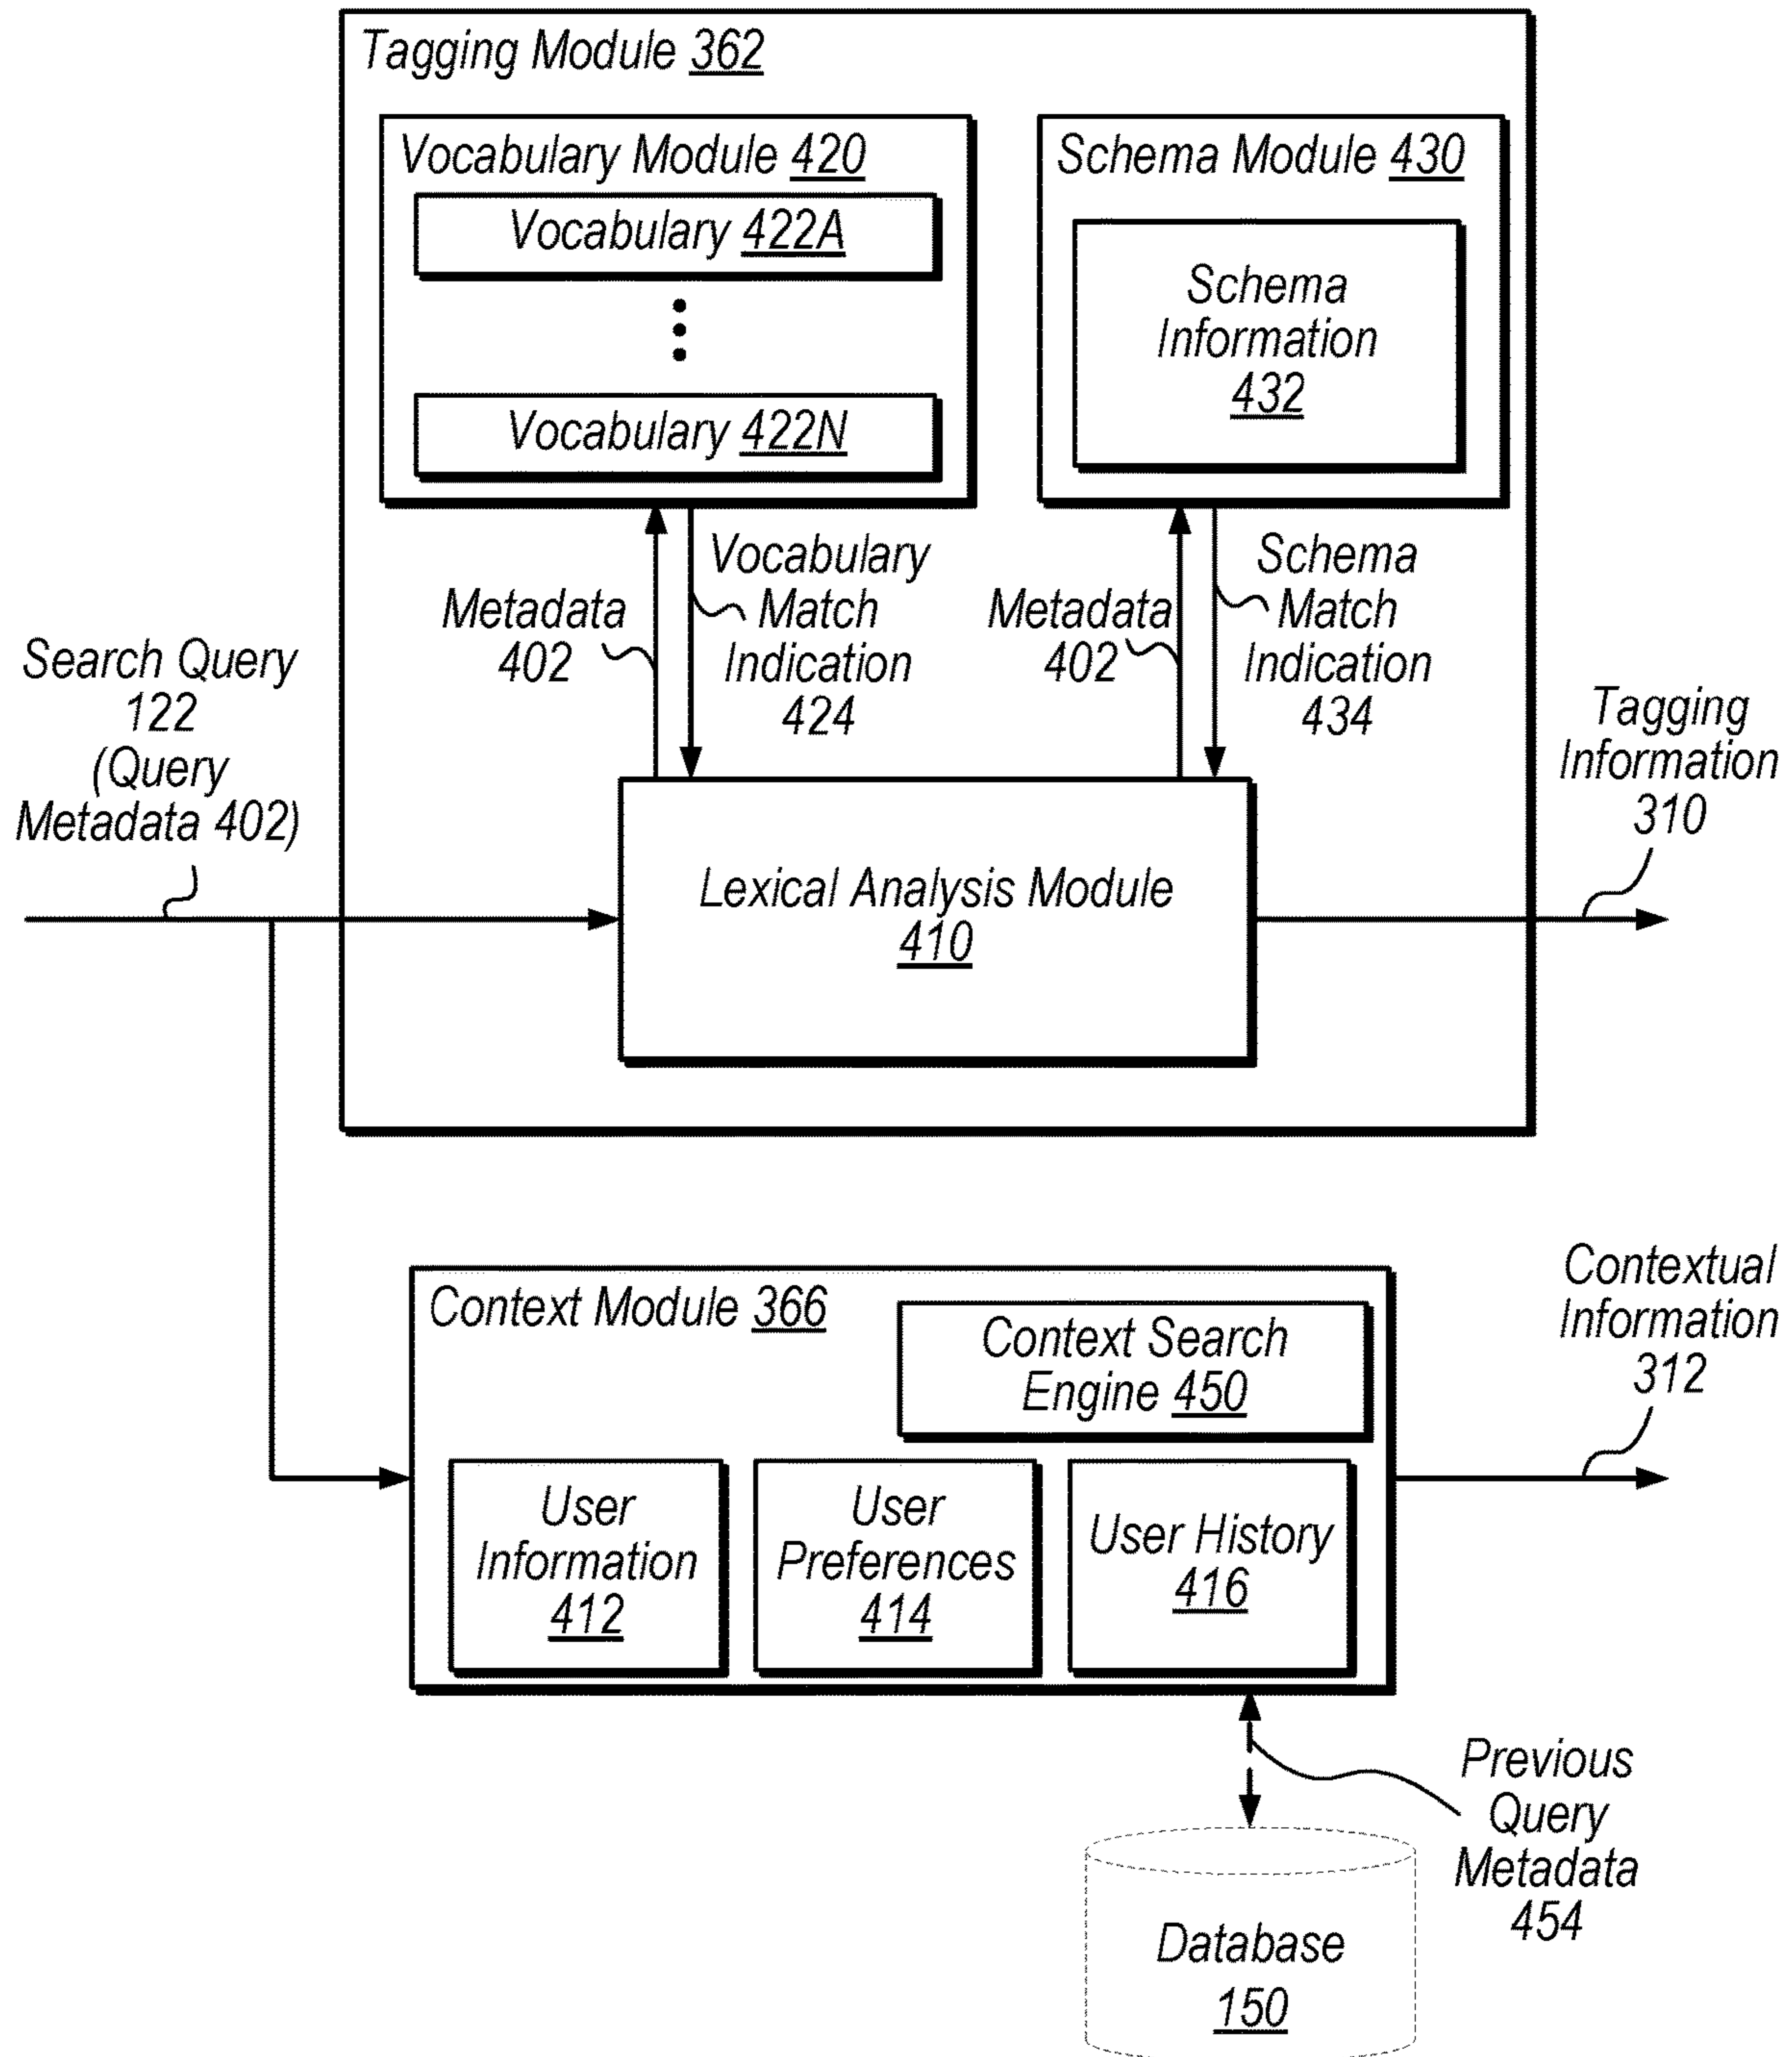 Tagging Module 362
Vocabulary Module 420
Vocabulary 422A
Vocabulary 422N
Schema Module 430
Schema
Information
432
Metadata
402
Vocabulary
Match
Indication
424
Metadata
402
Schema
Match
Indication
434
Search Query
122
(Query
Metadata 402)
Lexical Analysis Module
410
Tagging
Information
310
Context Module 366
Context Search
Engine 450
User
Information
412
User
Preferences
414
User History
416
Contextual
Information
312
Previous
Query
Metadata
454
Database
150